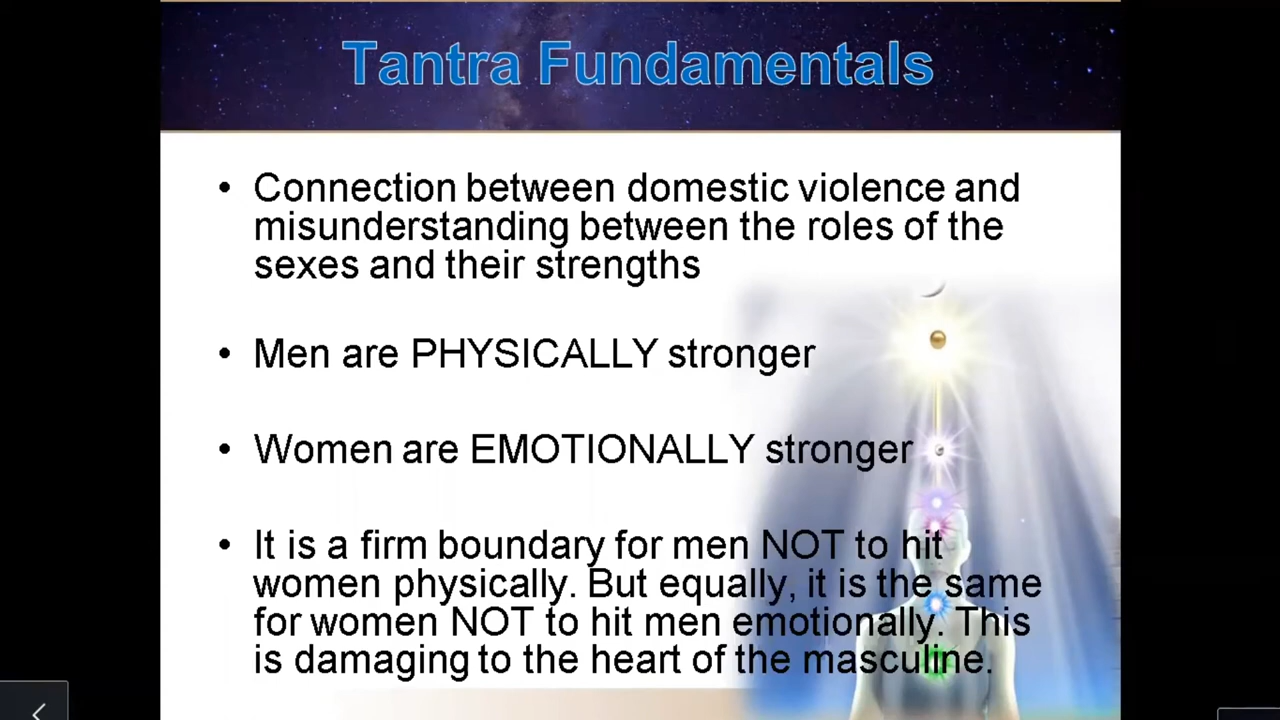 Tantra Fundamentals
• Connection between domestic violence and
misunderstanding between the roles of the
sexes and their strengths
• Men are PHYSICALLY stronger
• Women are EMOTIONALLY stronger
• It is a firm boundary for men NOT to hit
women physically. But equally, it is the same
for women NOT to hit men emotionally. This
is damaging to the heart of the masculine.